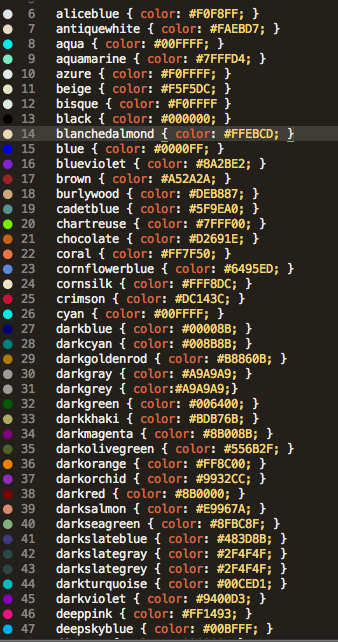 6 aliceblue { color: #F0F8FF; }
7 antiquewhite { color: #FAEBD7; }
8 aqua { color: #00FFFF; }
9 aquamarine { color: #7FFFD4; }
10 azure { color: #F0FFFF; }
11 beige { color: #F5F5DC; }
12 bisque { color: #F0FFFF }
13 black { color: #000000; }
14 blanchedalmond { color: #FFEBCD; }
15 blue { color: #0000FF; }
16 blueviolet { color: #8A2BE2; }
17 brown { color: #A52A2A; }
18 burlywood { color: #DEB887; }
19 cadetblue { color: #5F9EA0; }
20 chartreuse { color: #7FFF00; }
21 chocolate { color: #D2691E; }
22 coral { color: #FF7F50; }
23 cornflowerblue { color: #6495ED; }
24 cornsilk { color: #FFF8DC; }
25 crimson { color: #DC143C; }
26 cyan { color: #00FFFF; }
27 darkblue { color: #00008B; }
28 darkcyan { color: #008B8B; }
29 darkgoldenrod { color: #B8860B; }
30 darkgray { color: #A9A9A9; }
31 darkgrey { color:#A9A9A9;}
32 darkgreen { color: #006400; }
33 darkkhaki { color: #BDB76B; }
34 darkmagenta { color: #8B008B; }
35 darkolivegreen { color: #556B2F; }
36 darkorange { color: #FF8C00; }
37 darkorchid { color: #9932CC; }
38 darkred { color: #8B0000; }
39 darksalmon { color: #E9967A; }
40 darkseagreen { color: #8FBC8F; }
41 darkslateblue { color: #483D8B; }
42 darkslategray { color: #2F4F4F; }
43 darkslategrey { color: #2F4F4F; }
44 darkturquoise { color: #00CED1; }
45 darkviolet { color: #9400D3; }
46 deeppink { color: #FF1493; }
47 deepskyblue { color: #00BFFF; }